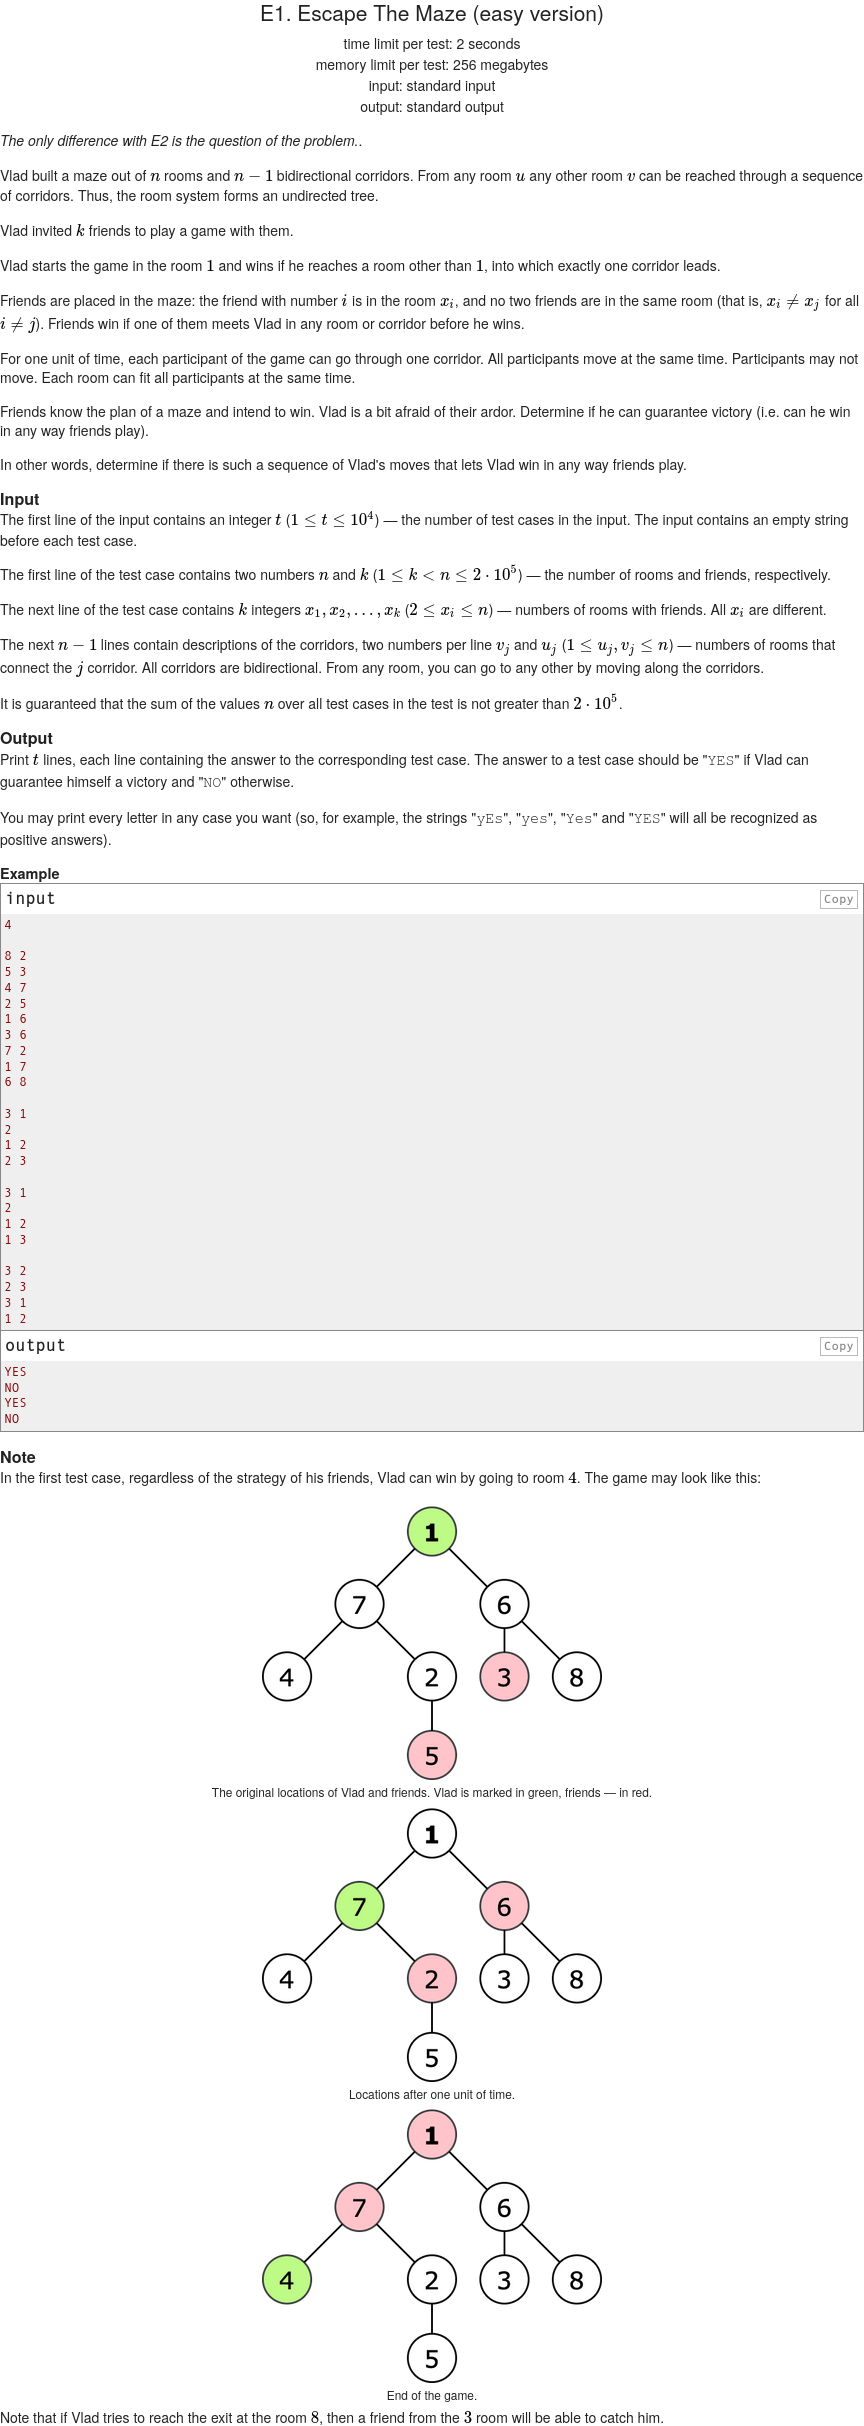 E1. Escape The Maze (easy version)
time limit per test: 2 seconds
memory limit per test: 256 megabytes
input: standard input
output: standard output
The only difference with E2 is the question of the problem..
Vlad built a maze out of n rooms and n − 1 bidirectional corridors. From any room u any other room v can be reached through a sequence
of corridors. Thus, the room system forms an undirected tree.
Vlad invited k friends to play a game with them.
Vlad starts the game in the room 1 and wins if he reaches a room other than 1, into which exactly one corridor leads.
Friends are placed in the maze: the friend with number i is in the room x_i, and no two friends are in the same room (that is, x_i ≠ x_j for all
i ≠ j). Friends win if one of them meets Vlad in any room or corridor before he wins.
For one unit of time, each participant of the game can go through one corridor. All participants move at the same time. Participants may not
move. Each room can fit all participants at the same time.
Friends know the plan of a maze and intend to win. Vlad is a bit afraid of their ardor. Determine if he can guarantee victory (i.e. can he win
in any way friends play).
In other words, determine if there is such a sequence of Vlad's moves that lets Vlad win in any way friends play.
Input
The first line of the input contains an integer t (1 ≤ t ≤ 10^4) — the number of test cases in the input. The input contains an empty string
before each test case.
The first line of the test case contains two numbers n and k (1 ≤ k < n ≤ 2 · 10^5) — the number of rooms and friends, respectively.
The next line of the test case contains k integers x_1, x_2, …, x_k (2 ≤ x_i ≤ n) — numbers of rooms with friends. All x_i are different.
The next n − 1 lines contain descriptions of the corridors, two numbers per line v_j and u_j (1 ≤ u_j, v_j ≤ n) — numbers of rooms that
connect the j corridor. All corridors are bidirectional. From any room, you can go to any other by moving along the corridors.
It is guaranteed that the sum of the values n over all test cases in the test is not greater than 2 · 10^5.
Output
Print t lines, each line containing the answer to the corresponding test case. The answer to a test case should be "YES" if Vlad can
guarantee himself a victory and "NO" otherwise.
You may print every letter in any case you want (so, for example, the strings "yEs", "yes", "Yes" and "YES" will all be recognized as
positive answers).
Example
input Copy
4
8 2
5 3
4 7
2 5
1 6
3 6
7 2
1 7
6 8
3 1
2
1 2
2 3
3 1
2
1 2
1 3
3 2
2 3
3 1
1 2
output Copy
YES
NO
YES
NO
Note
In the first test case, regardless of the strategy of his friends, Vlad can win by going to room 4. The game may look like this:
1
7 6
4 2 3 8
5
The original locations of Vlad and friends. Vlad is marked in green, friends — in red.
1
7 6
4 2 3 8
5
Locations after one unit of time.
1
7 6
4 2 3 8
5
End of the game.
Note that if Vlad tries to reach the exit at the room 8, then a friend from the 3 room will be able to catch him.